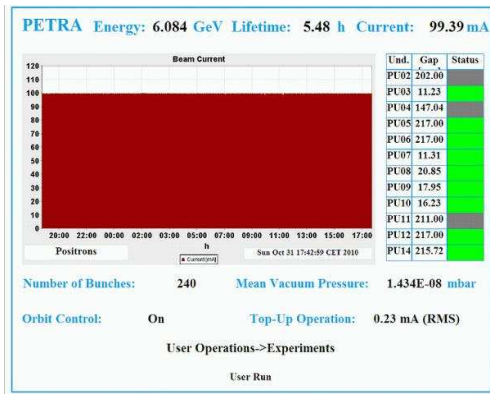 PETRA Energy: 6.084 GeV Lifetime: 5.48 h Current: 99.39 mA
Beam Current
120
110
100
90
80
70
60
50
40
30
20
10
0
20:00 22:00 00:00 02:00 03:00 05:00 07:00 09:00 11:00 13:00 15:00 17:00
h
Positrons
Current[mA]
Sun Oct 31 17:42:59 CET 2010
Und. Gap Status
PU02 202.00
PU03 11.23
PU04 147.04
PU05 217.00
PU06 217.00
PU07 11.31
PU08 20.85
PU09 17.95
PU10 16.23
PU11 211.00
PU12 217.00
PU14 215.72
Number of Bunches: 240 Mean Vacuum Pressure: 1.434E-08 mbar
Orbit Control: On Top-Up Operation: 0.23 mA (RMS)
User Operations->Experiments
User Run